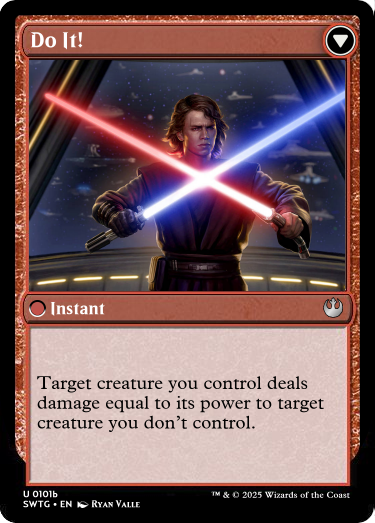 Do It!
Instant
Target creature you control deals
damage equal to its power to target
creature you don't control.
U 0101b
SWTG • EN Ryan Valle
™ & © 2025 Wizards of the Coast